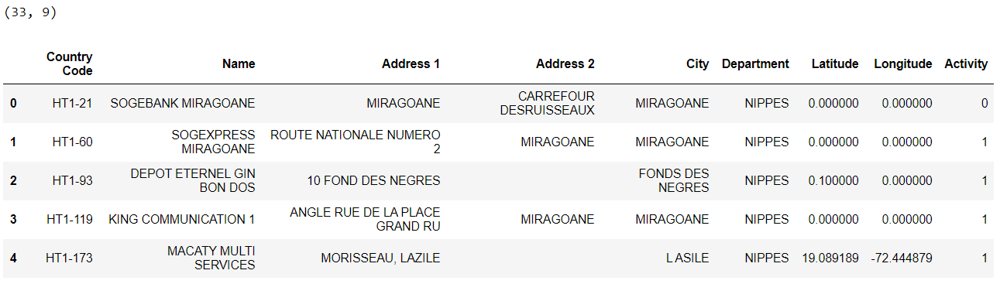 (33, 9)
Country Code Name Address 1 Address 2 City Department Latitude Longitude Activity
0 HT1-21 SOGEBANK MIRAGOANE MIRAGOANE CARREFOUR DESRUISSEAUX MIRAGOANE NIPPES 0.000000 0.000000 0
1 HT1-60 SOGEXPRESS MIRAGOANE ROUTE NATIONALE NUMERO 2 MIRAGOANE MIRAGOANE NIPPES 0.000000 0.000000 1
2 HT1-93 DEPOT ETERNEL GIN BON DOS 10 FOND DES NEGRES FONDS DES NEGRES NIPPES 0.100000 0.000000 1
3 HT1-119 KING COMMUNICATION 1 ANGLE RUE DE LA PLACE GRAND RU MIRAGOANE MIRAGOANE NIPPES 0.000000 0.000000 1
4 HT1-173 MACATY MULTI SERVICES MORISSEAU, LAZILE L ASILE NIPPES 19.089189 -72.444879 1